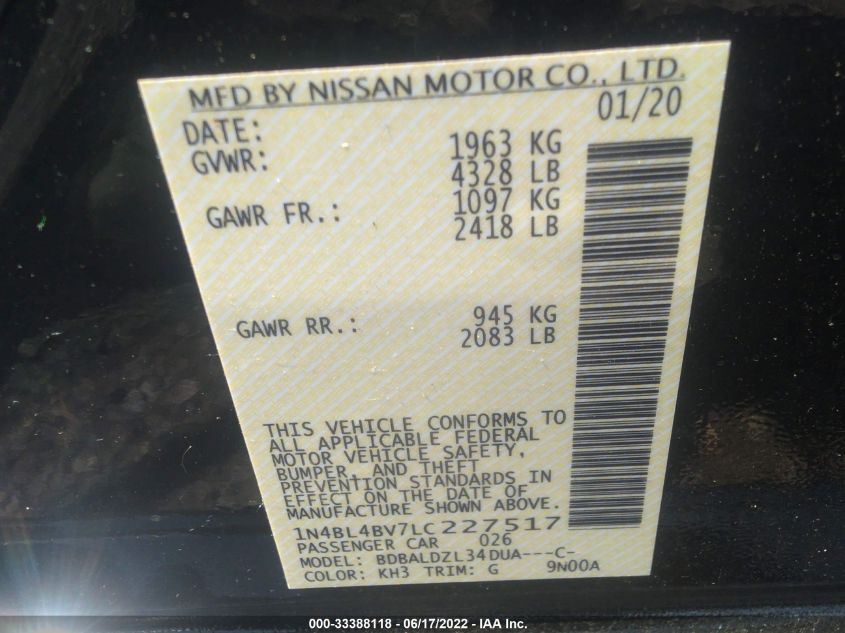 MFD BY NISSAN MOTOR CO., LTD.
DATE: 01/20
GVWR: 1963 KG
4328 LB
GAWR FR.: 1097 KG
2418 LB
GAWR RR.: 945 KG
2083 LB
THIS VEHICLE CONFORMS TO
ALL APPLICABLE FEDERAL
MOTOR VEHICLE SAFETY,
BUMPER, AND THEFT
PREVENTION STANDARDS IN
EFFECT ON THE DATE OF
MANUFACTURE SHOWN ABOVE.
1N4BL4BV7LC227517
PASSENGER CAR 026
MODEL: BDBALDZL34DUA---C-
COLOR: KH3 TRIM: G 9N00A
000-33388118 - 06/17/2022 - IAA Inc.